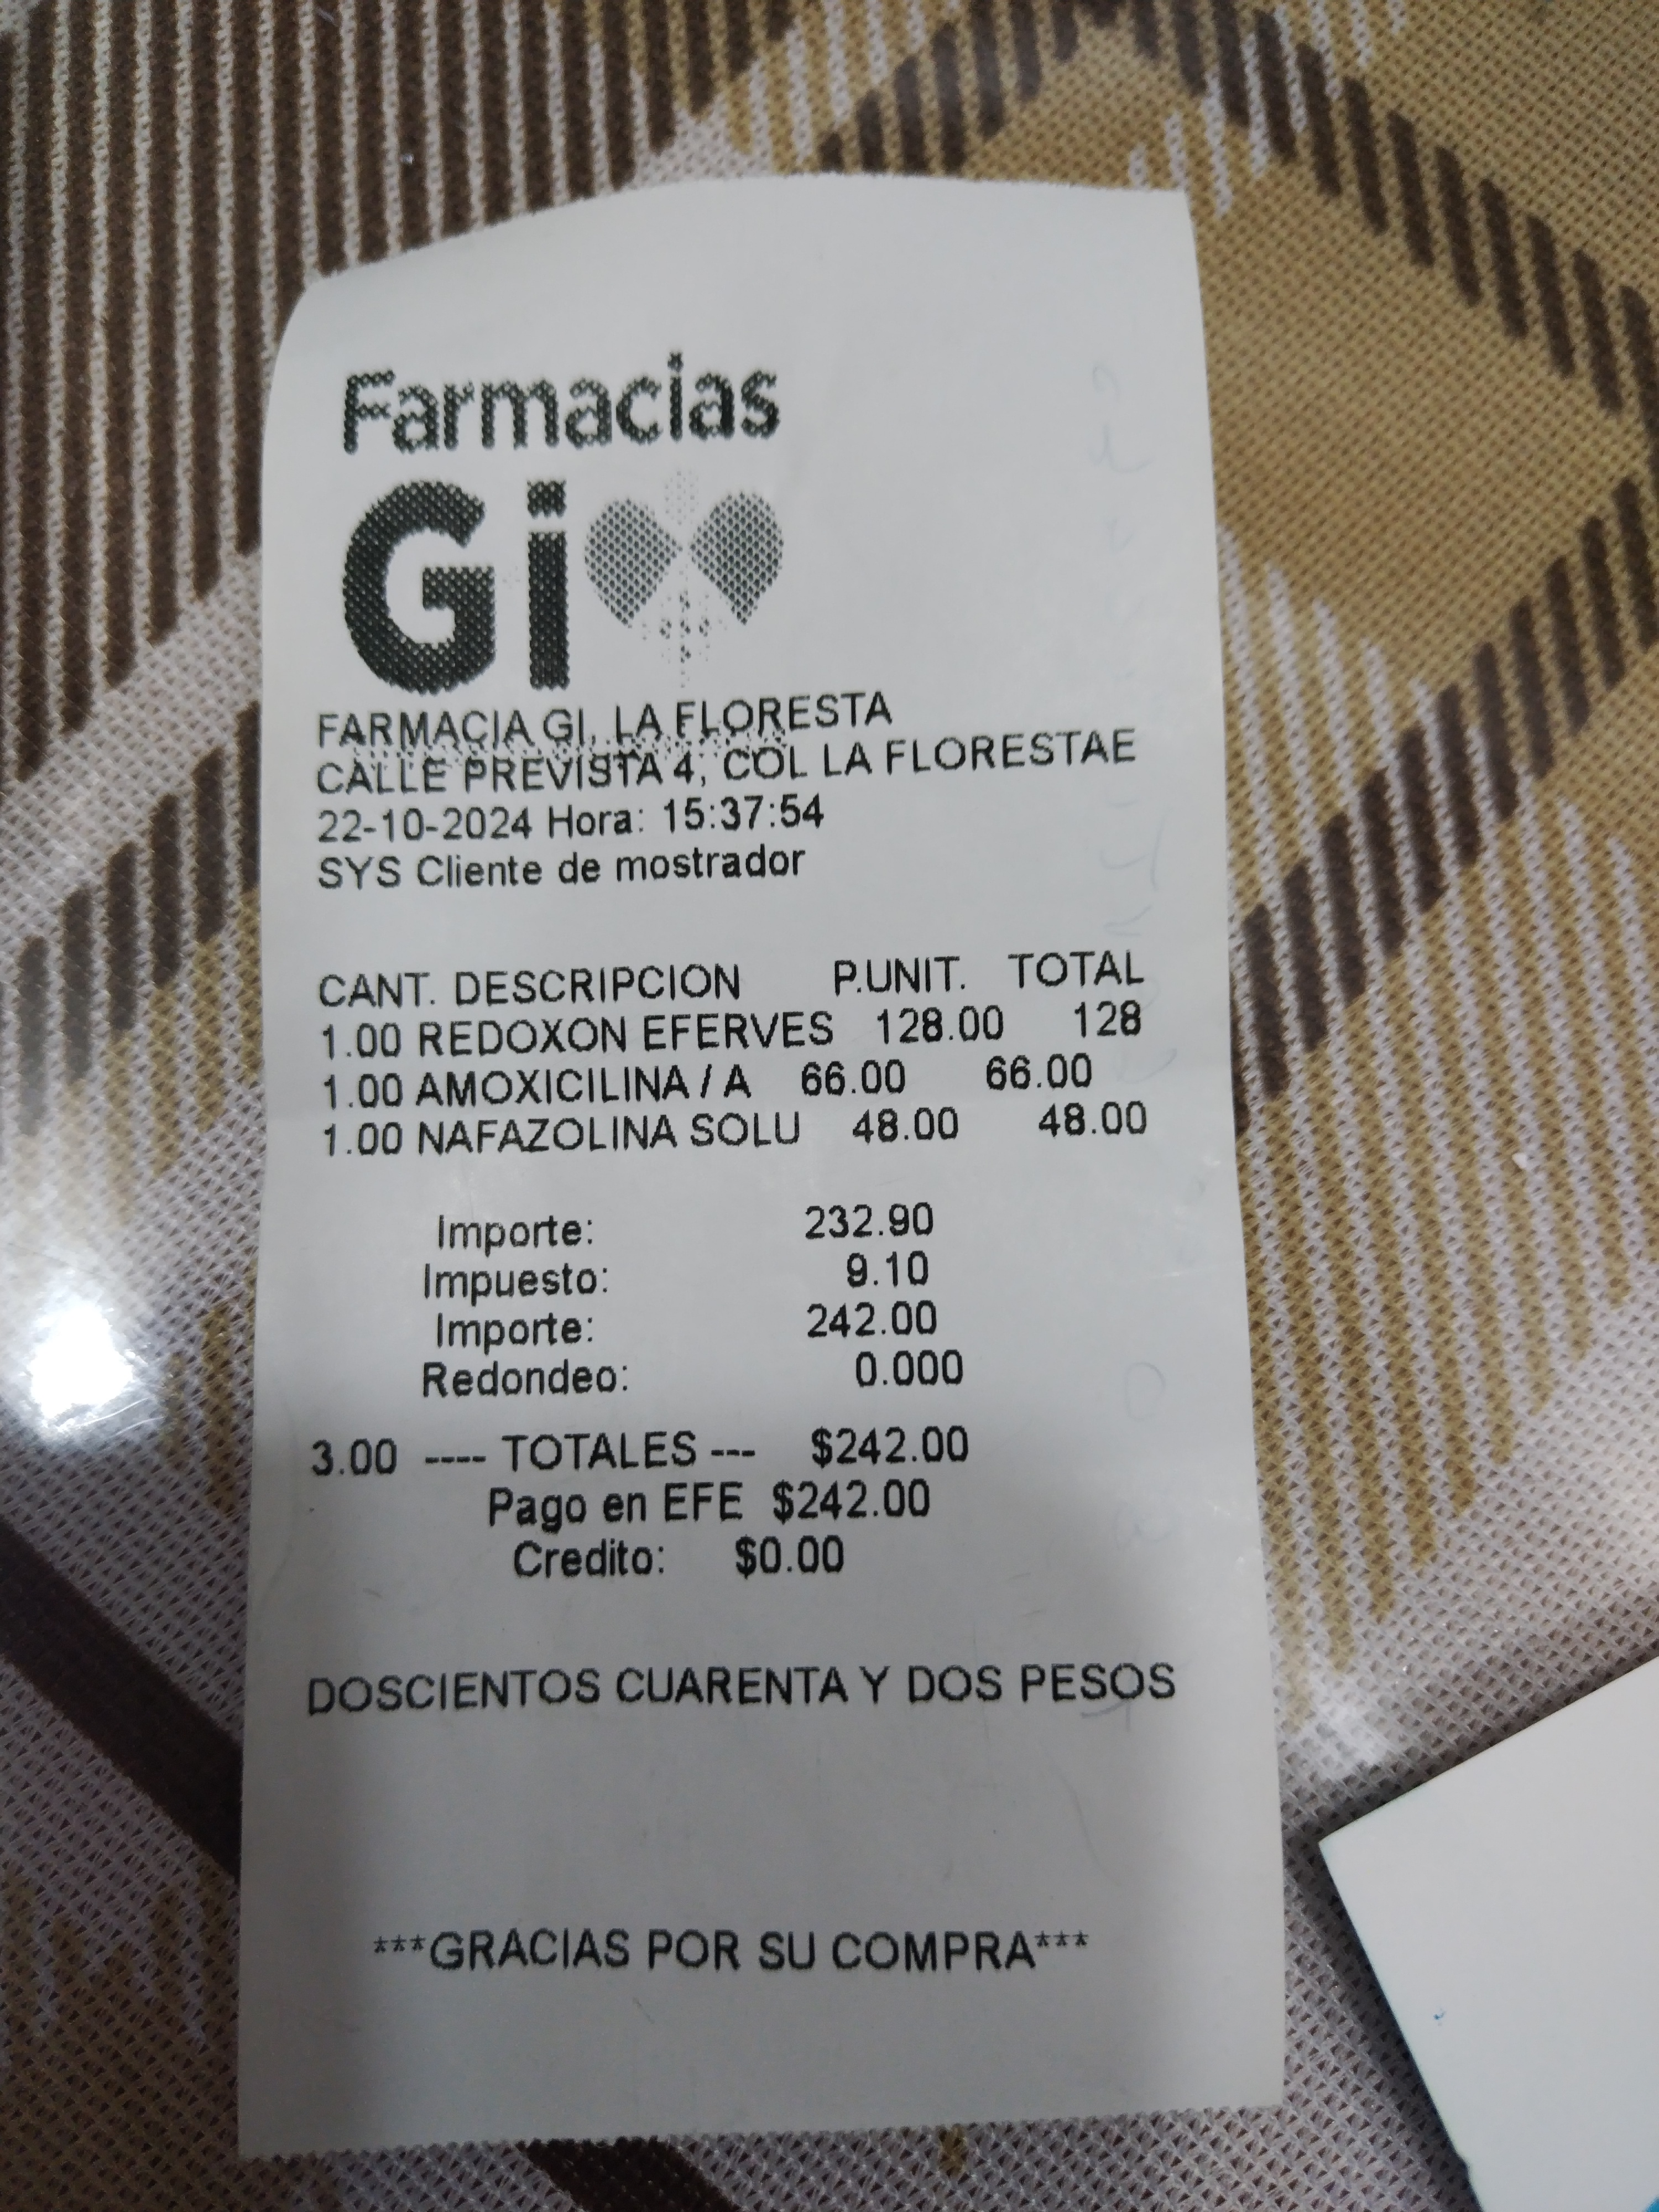 Farmacias
Gi
FARMACIA GI, LA FLORESTA
CALLE PREVISTA 4, COL LA FLORESTAE
22-10-2024 Hora: 15:37:54
SYS Cliente de mostrador
CANT. DESCRIPCION P.UNIT. TOTAL
1.00 REDOXON EFERVES 128.00 128
1.00 AMOXICILINA / A 66.00 66.00
1.00 NAFAZOLINA SOLU 48.00 48.00
Importe: 232.90
Impuesto: 9.10
Importe: 242.00
Redondeo: 0.000
3.00 ---- TOTALES --- $242.00
Pago en EFE $242.00
Credito: $0.00
DOSCIENTOS CUARENTA Y DOS PESOS
***GRACIAS POR SU COMPRA***